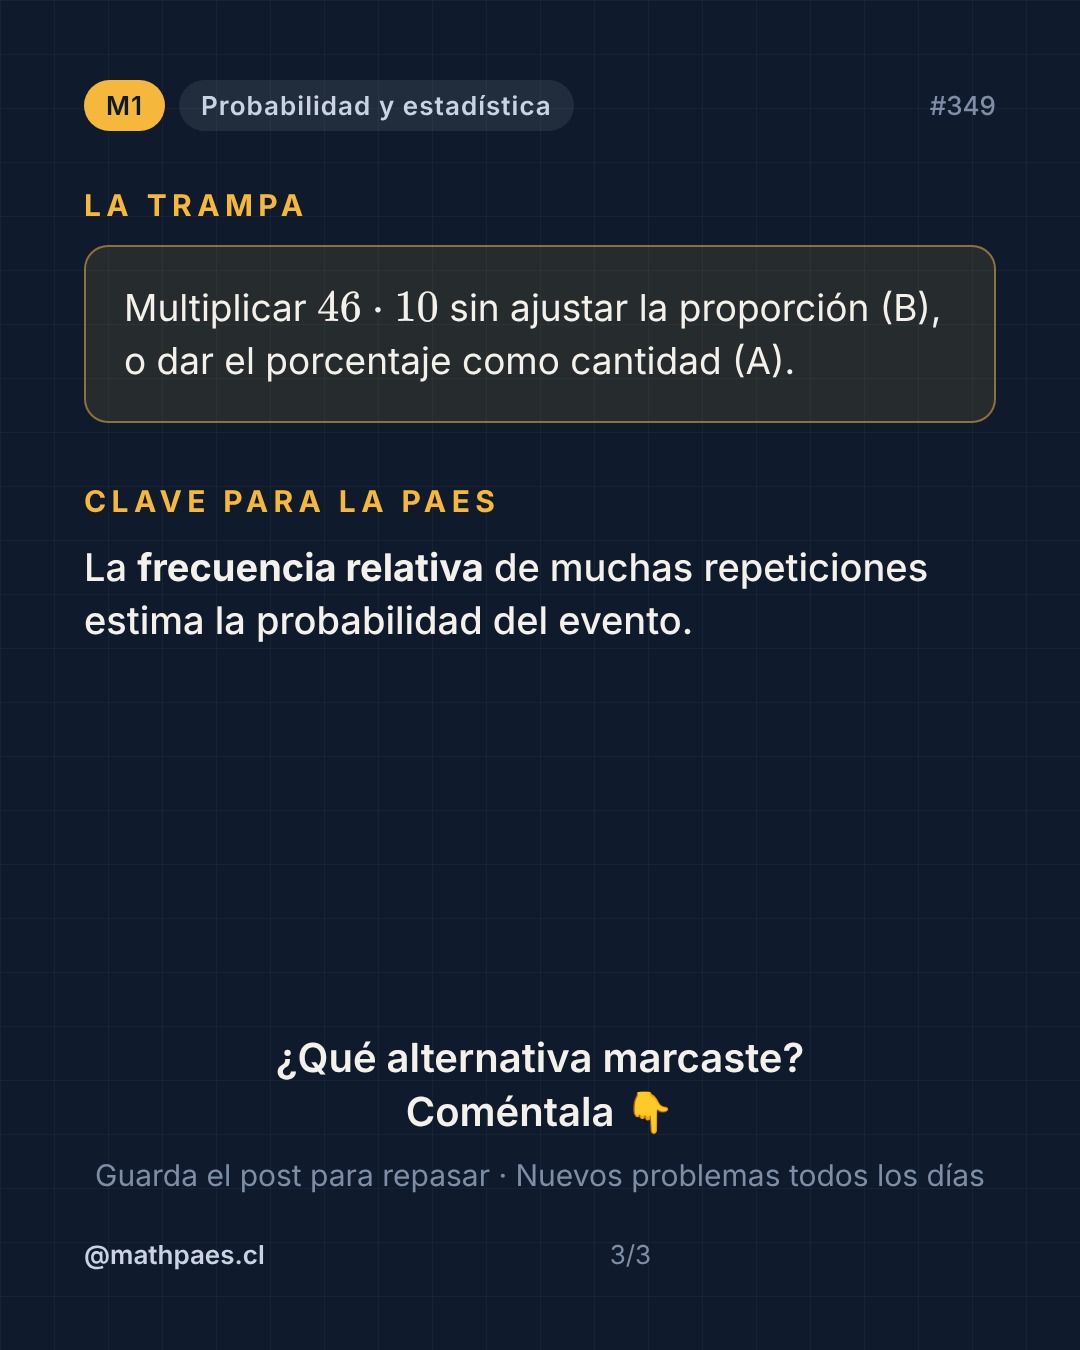 M1 Probabilidad y estadística #349
LA TRAMPA
Multiplicar 46 · 10 sin ajustar la proporción (B),
o dar el porcentaje como cantidad (A).
CLAVE PARA LA PAES
La frecuencia relativa de muchas repeticiones
estima la probabilidad del evento.
¿Qué alternativa marcaste?
Coméntala 👇
Guarda el post para repasar · Nuevos problemas todos los días
@mathpaes.cl 3/3